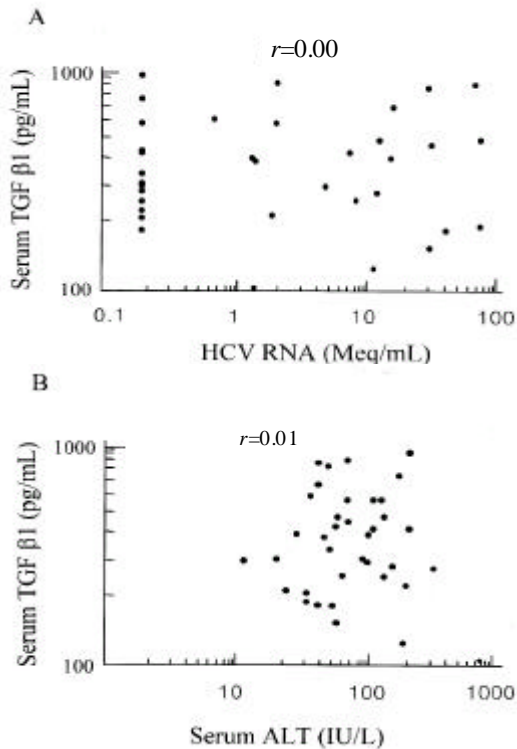 A
r=0.00
1000
Serum TGF β1 (pg/mL)
100
0.1 1 10 100
HCV RNA (Meq/mL)
B
r=0.01
1000
Serum TGF β1 (pg/mL)
100
10 100 1000
Serum ALT (IU/L)